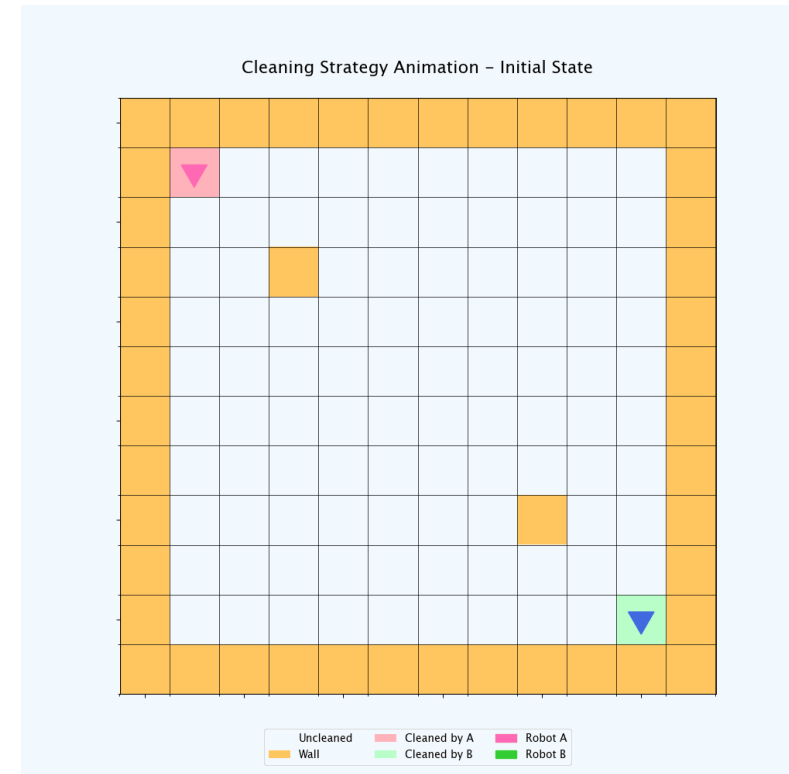 Cleaning Strategy Animation – Initial State
Uncleaned
Wall
Cleaned by A
Cleaned by B
Robot A
Robot B